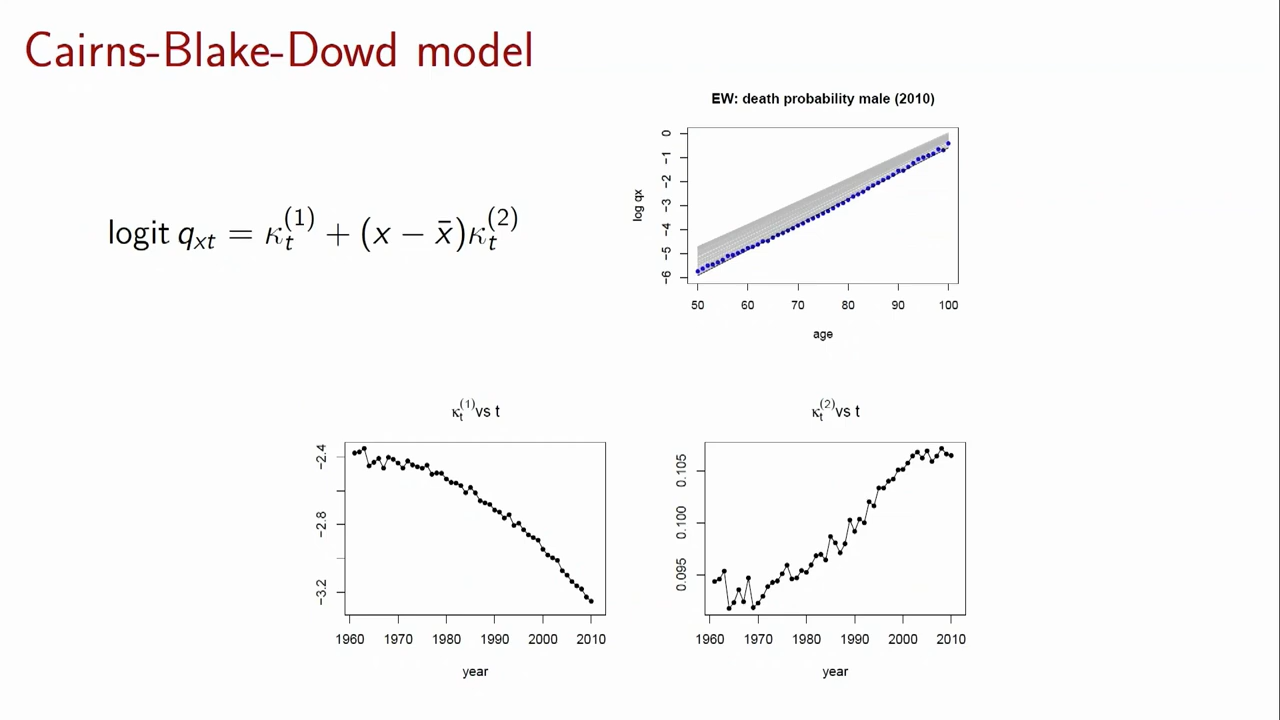 Cairns-Blake-Dowd model
EW: death probability male (2010)
log qx
0
−1
−2
−3
−4
−5
−6
50 60 70 80 90 100
age
logit q_{xt} = κ_t^{(1)} + (x − x̄)κ_t^{(2)}
κ_t^{(1)} vs t
−2.4
−2.8
−3.2
1960 1970 1980 1990 2000 2010
year
κ_t^{(2)} vs t
0.105
0.100
0.095
1960 1970 1980 1990 2000 2010
year